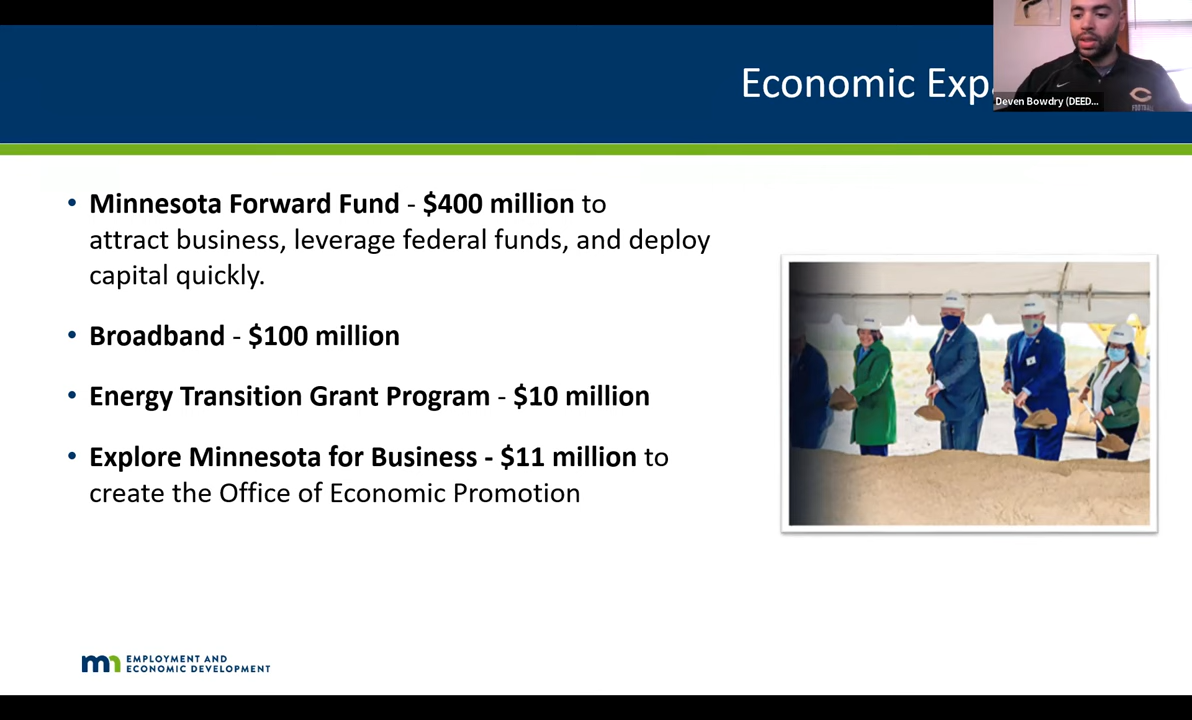 Economic Exp
Deven Bowdry (DEED...
• Minnesota Forward Fund - $400 million to
attract business, leverage federal funds, and deploy
capital quickly.
• Broadband - $100 million
• Energy Transition Grant Program - $10 million
• Explore Minnesota for Business - $11 million to
create the Office of Economic Promotion
mn EMPLOYMENT AND
ECONOMIC DEVELOPMENT